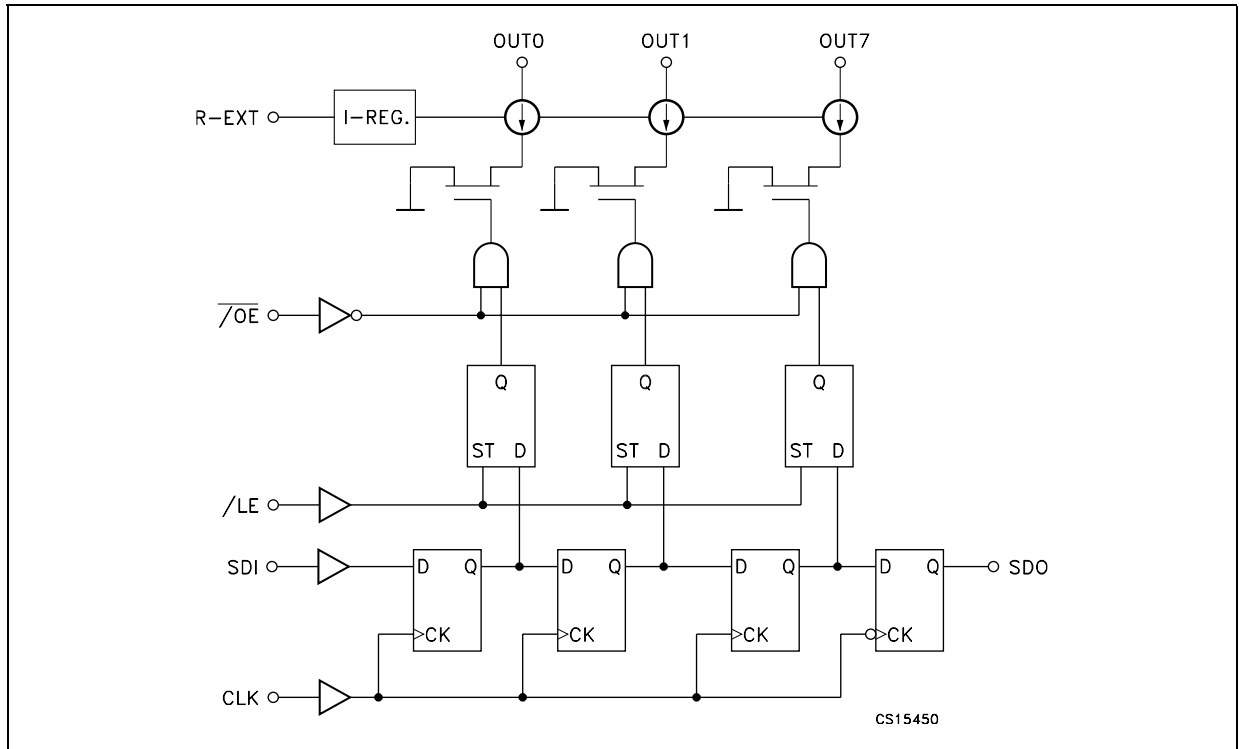 OUT0 OUT1 OUT7
R-EXT I-REG.
/OE
Q Q Q
ST D ST D ST D
/LE
SDI D Q D Q D Q D Q SDO
CK CK CK CK
CLK
CS15450